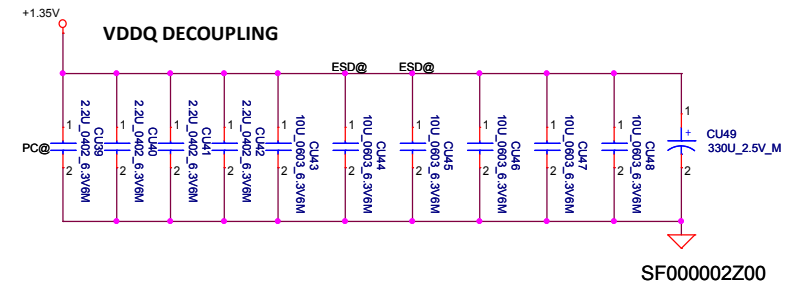 +1.35V
VDDQ DECOUPLING
ESD@
ESD@
PC@
1
2
CU39
2.2U_0402_6.3V6M
1
2
CU40
2.2U_0402_6.3V6M
1
2
CU41
2.2U_0402_6.3V6M
1
2
CU42
2.2U_0402_6.3V6M
1
2
CU43
10U_0603_6.3V6M
1
2
CU44
10U_0603_6.3V6M
1
2
CU45
10U_0603_6.3V6M
1
2
CU46
10U_0603_6.3V6M
1
2
CU47
10U_0603_6.3V6M
1
2
CU48
10U_0603_6.3V6M
1
+
2
CU49
330U_2.5V_M
SF000002Z00